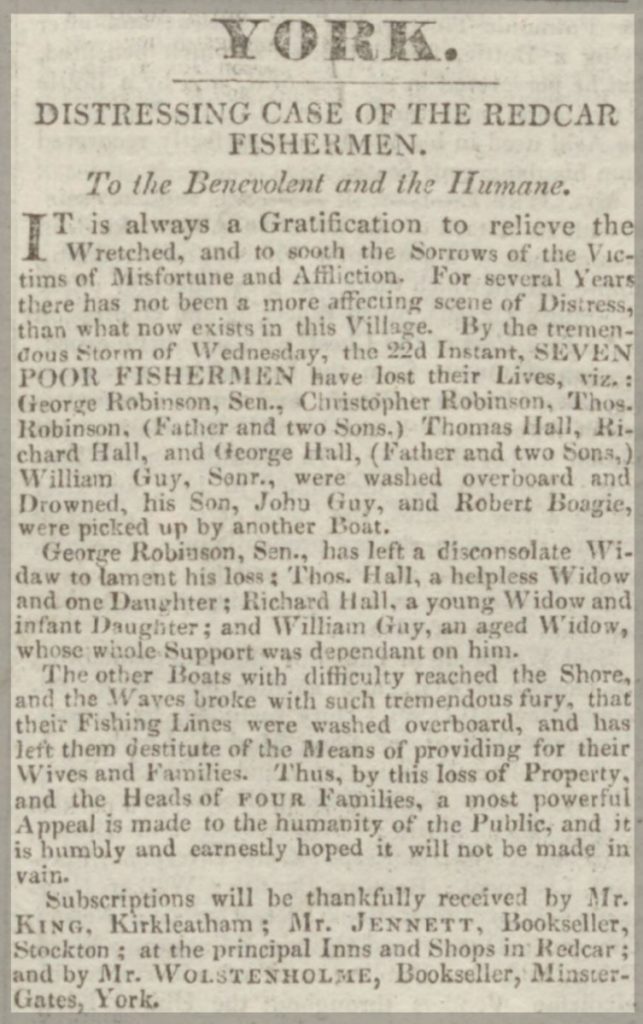 YORK.
DISTRESSING CASE OF THE REDCAR
FISHERMEN.
To the Benevolent and the Humane.
IT is always a Gratification to relieve the
Wretched, and to sooth the Sorrows of the Vic-
tims of Misfortune and Affliction. For several Years
there has not been a more affecting scene of Distress,
than what now exists in this Village. By the tremen-
dous Storm of Wednesday, the 22d Instant, SEVEN
POOR FISHERMEN have lost their Lives, viz.:
George Robinson, Sen., Christopher Robinson, Thos.
Robinson, (Father and two Sons.) Thomas Hall, Ri-
chard Hall, and George Hall, (Father and two Sons,)
William Guy, Senr., were washed overboard and
Drowned, his Son, John Guy, and Robert Boagie,
were picked up by another Boat.
George Robinson, Sen., has left a disconsolate Wi-
daw to lament his loss; Thos. Hall, a helpless Widow
and one Daughter; Richard Hall, a young Widow and
infant Daughter; and William Guy, an aged Widow,
whose whole Support was dependant on him.
The other Boats with difficulty reached the Shore,
and the Waves broke with such tremendous fury, that
their Fishing Lines were washed overboard, and has
left them destitute of the Means of providing for their
Wives and Families. Thus, by this loss of Property,
and the Heads of FOUR Families, a most powerful
Appeal is made to the humanity of the Public, and it
is humbly and earnestly hoped it will not be made in
vain.
Subscriptions will be thankfully received by Mr.
KING, Kirkleatham; Mr. JENNETT, Bookseller,
Stockton; at the principal Inns and Shops in Redcar;
and by Mr. WOLSTENHOLME, Bookseller, Minster-
Gates, York.